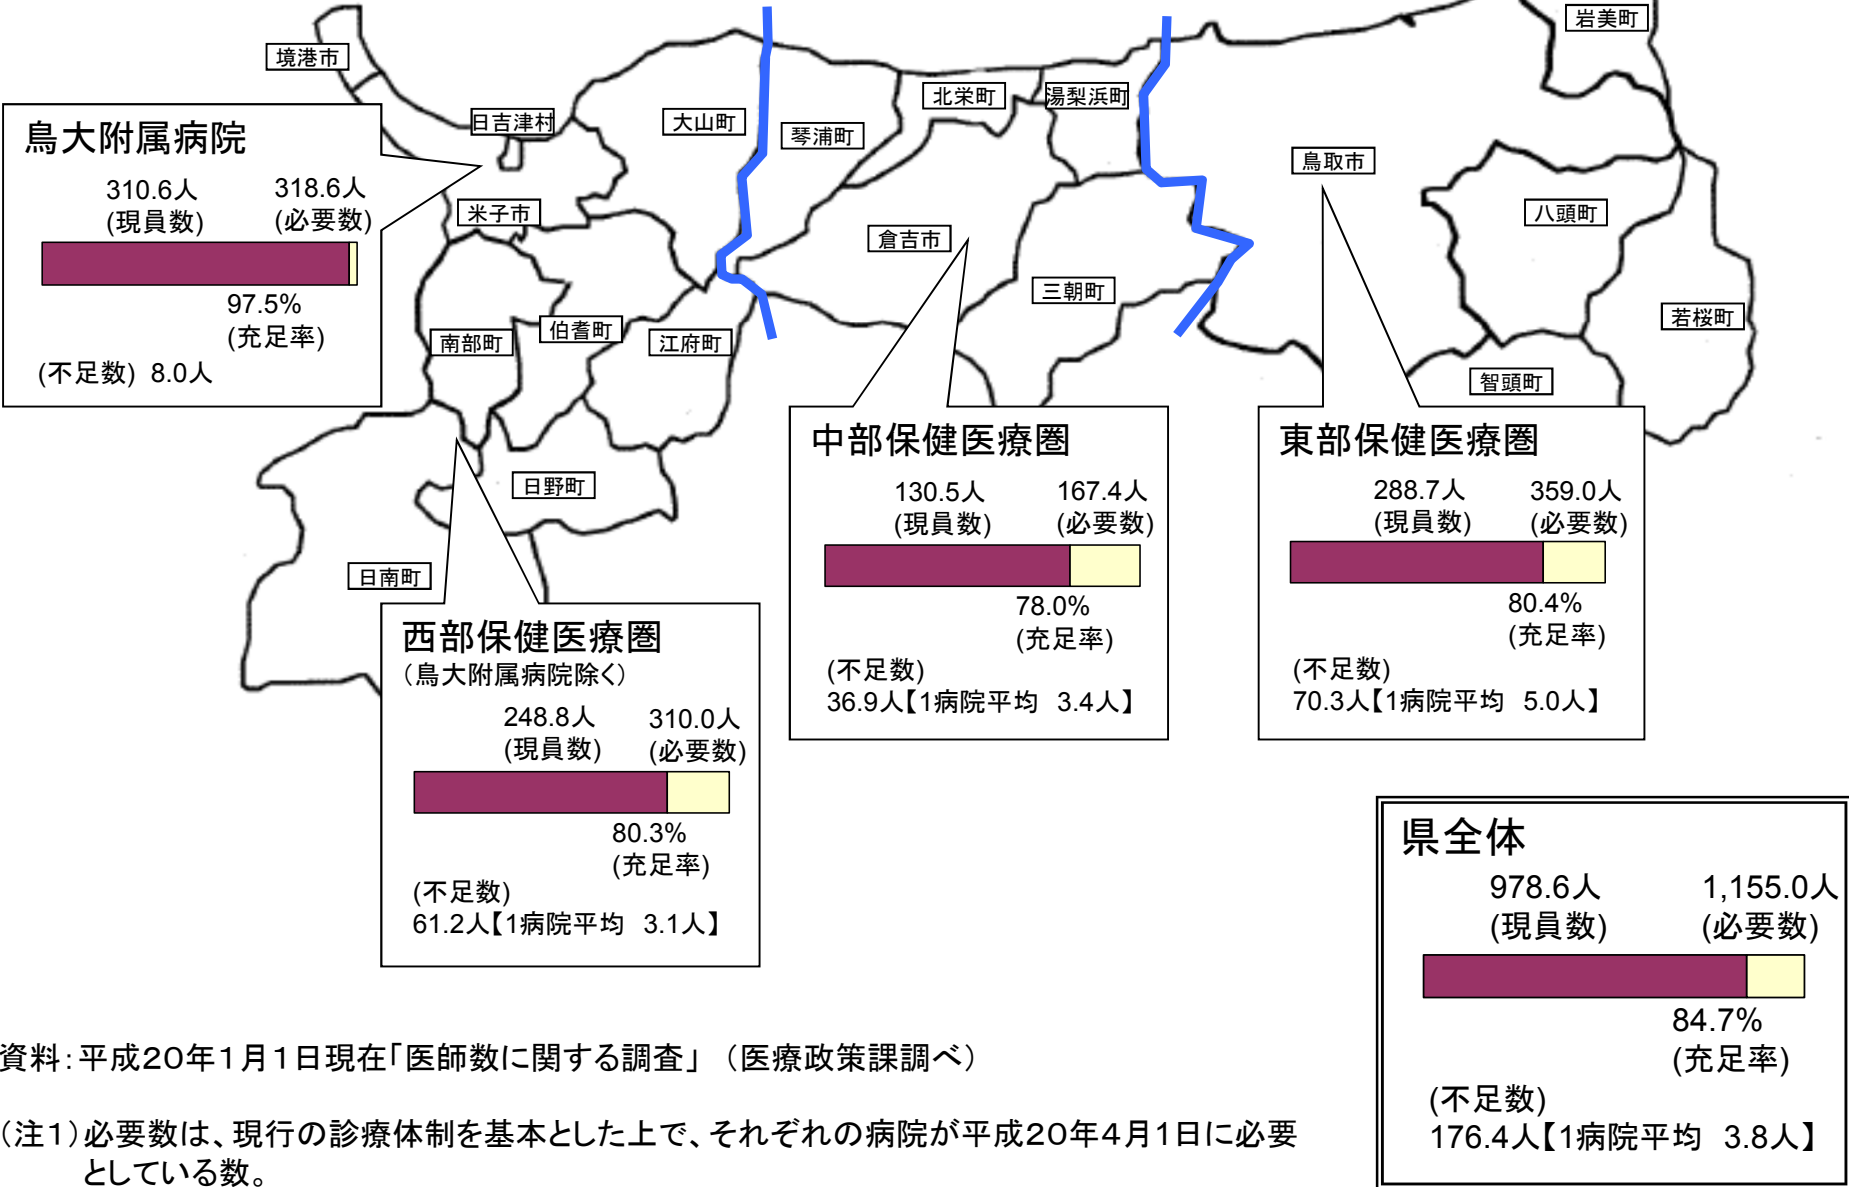 岩美町
境港市
北栄町
湯梨浜町
日吉津村
大山町
琴浦町
鳥取市
米子市
八頭町
倉吉市
三朝町
若桜町
南部町
伯耆町
江府町
智頭町
日野町
日南町
鳥大附属病院
310.6人
(現員数)
318.6人
(必要数)
97.5%
(充足率)
(不足数) 8.0人
中部保健医療圏
130.5人
(現員数)
167.4人
(必要数)
78.0%
(充足率)
(不足数)
36.9人【1病院平均 3.4人】
東部保健医療圏
288.7人
(現員数)
359.0人
(必要数)
80.4%
(充足率)
(不足数)
70.3人【1病院平均 5.0人】
西部保健医療圏
(鳥大附属病院除く)
248.8人
(現員数)
310.0人
(必要数)
80.3%
(充足率)
(不足数)
61.2人【1病院平均 3.1人】
県全体
978.6人
(現員数)
1,155.0人
(必要数)
84.7%
(充足率)
(不足数)
176.4人【1病院平均 3.8人】
資料:平成20年1月1日現在「医師数に関する調査」 (医療政策課調べ)
(注1)必要数は、現行の診療体制を基本とした上で、それぞれの病院が平成20年4月1日に必要
としている数。